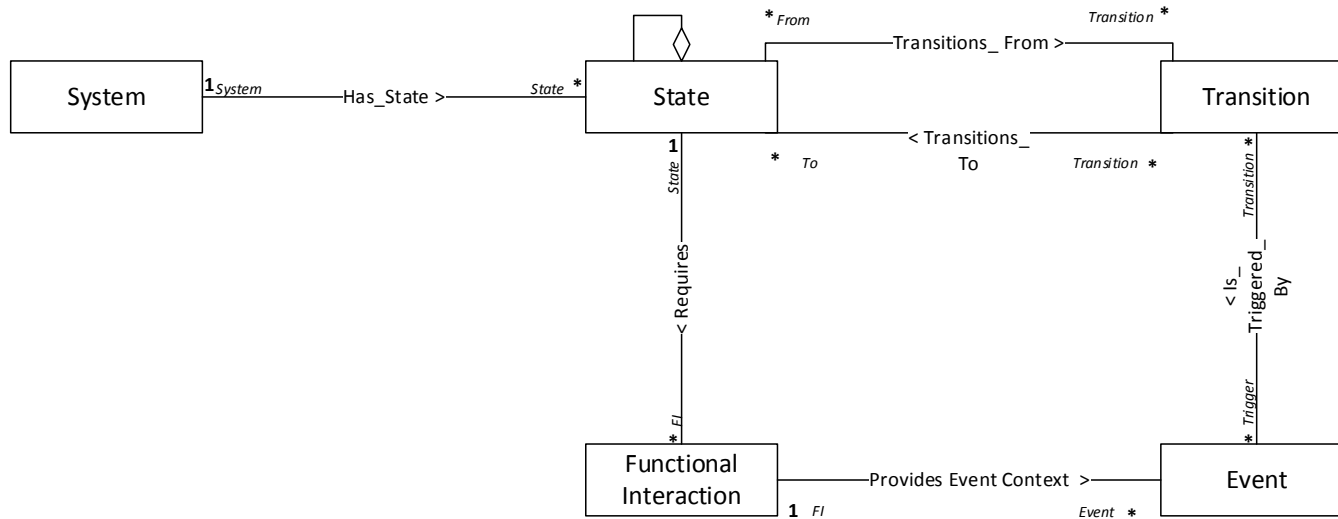 * From
Transition *
Transitions_ From >
System
1 System
Has_State >
State *
State
Transition
< Transitions_
To
* To
Transition *
1
State
* Transition
< Requires
< Is_
Triggered_
By
* FI
* Trigger
Functional
Interaction
Provides Event Context >
Event
1 FI
Event *